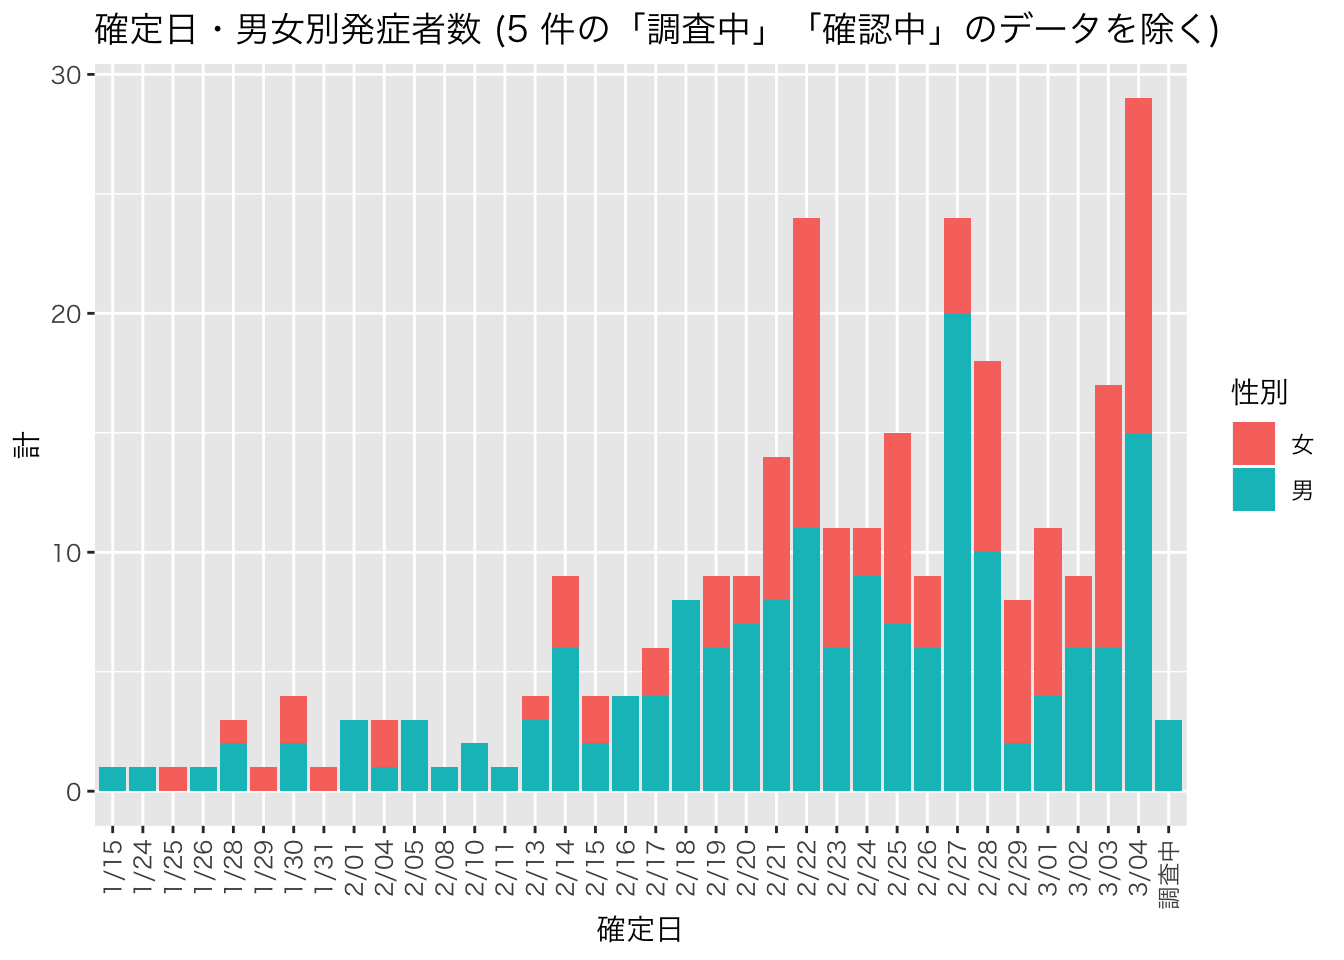 確定日・男女別発症者数 (5 件の「調査中」「確認中」のデータを除く)
30
20
10
0
計
1/15 1/24 1/25 1/26 1/28 1/29 1/30 1/31 2/01 2/04 2/05 2/08 2/10 2/11 2/13 2/14 2/15 2/16 2/17 2/18 2/19 2/20 2/21 2/22 2/23 2/24 2/25 2/26 2/27 2/28 2/29 3/01 3/02 3/03 3/04 調査中
確定日
性別
女
男